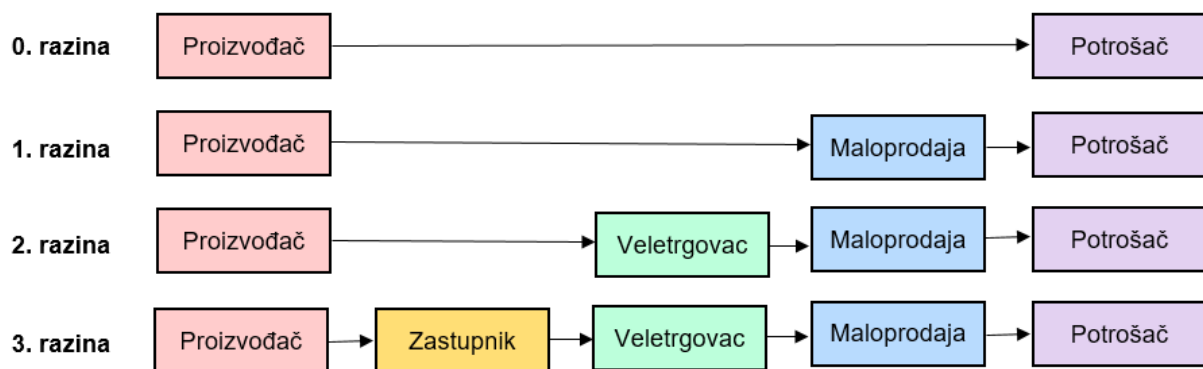 0. razina Proizvođač Potrošač
1. razina Proizvođač Maloprodaja Potrošač
2. razina Proizvođač Veletrgovac Maloprodaja Potrošač
3. razina Proizvođač Zastupnik Veletrgovac Maloprodaja Potrošač